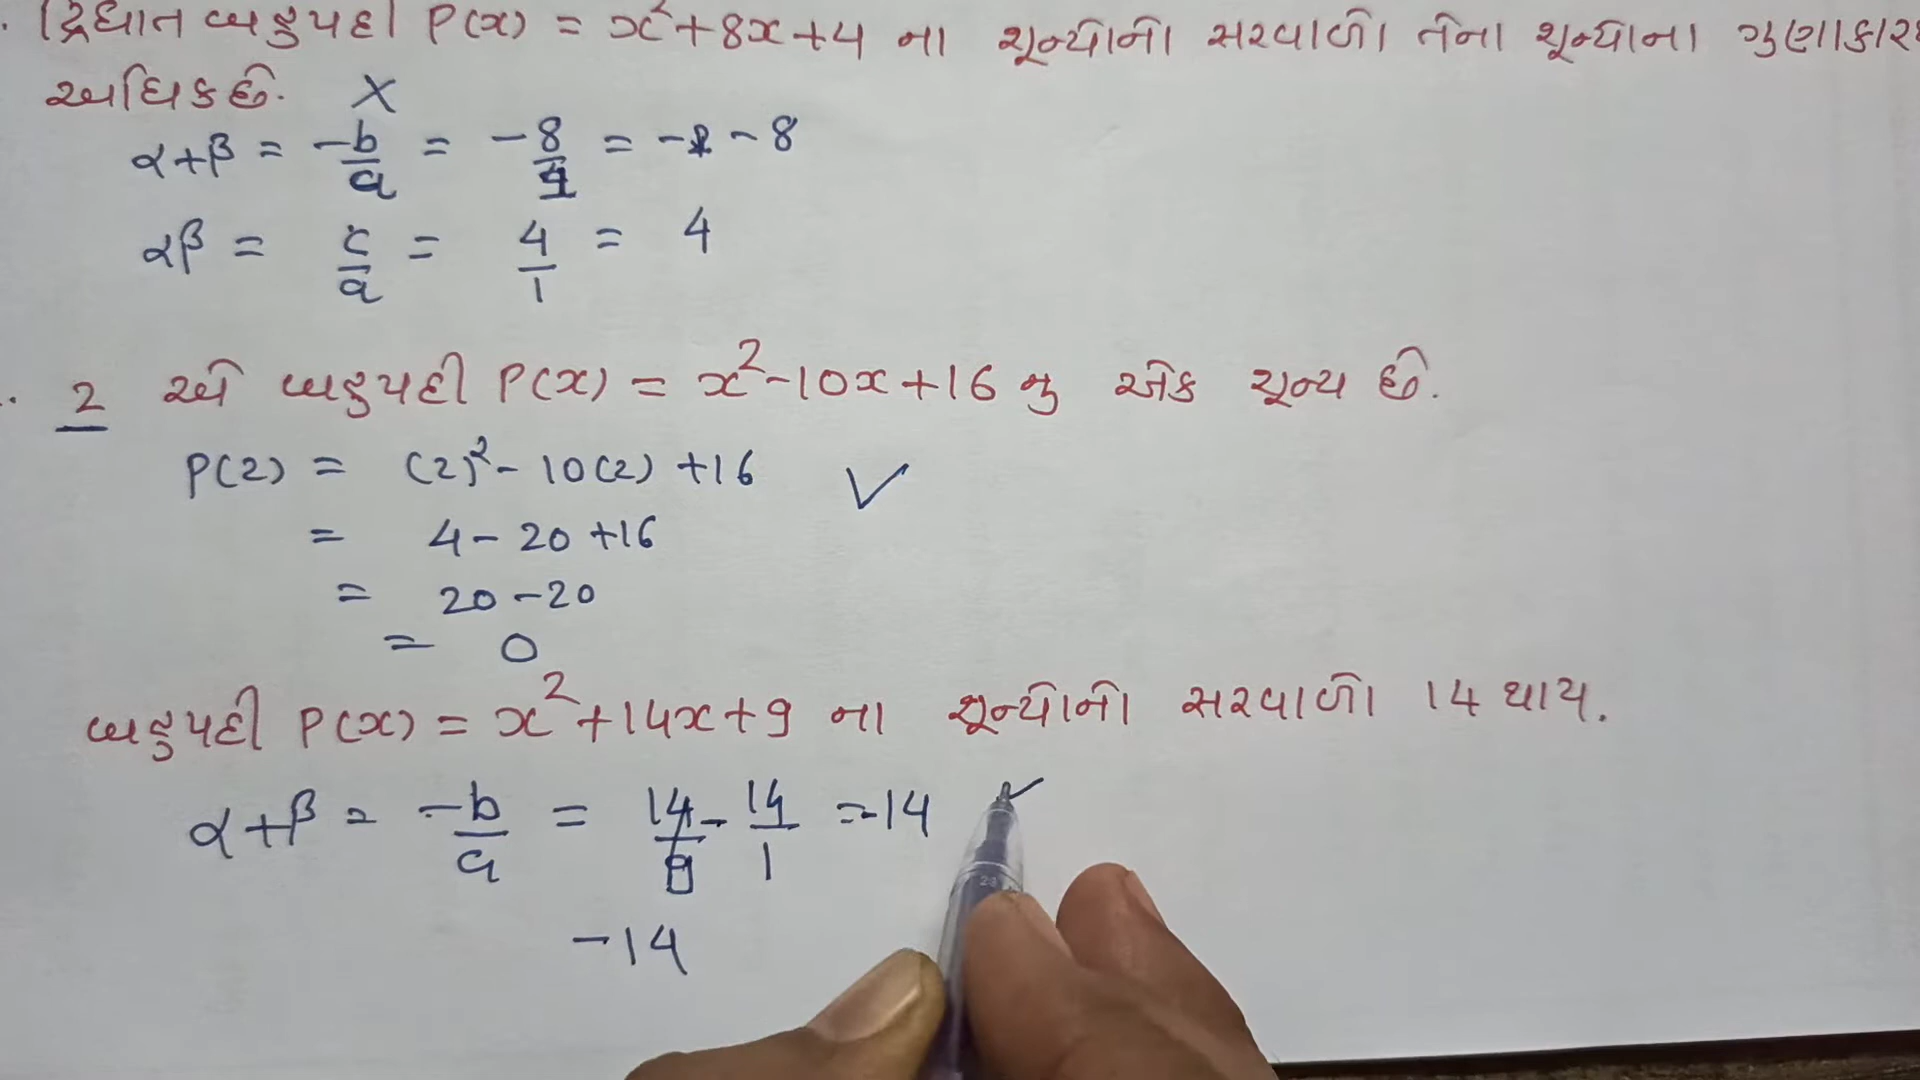 દ્વિઘાત બહુપદી P(x) = x²+8x+4 ના શૂન્યોનો સરવાળો તેના શૂન્યોના ગુણાકાર
અધિક છે. X
α+β = -b/a = -8/1 = - - 8
αβ = c/a = 4/1 = 4
2 એ બહુપદી P(x) = x²-10x+16 નુ એક શૂન્ય છે.
P(2) = (2)²- 10(2) +16 ✓
= 4- 20 +16
= 20-20
= 0
બહુપદી P(x) = x²+14x+9 ના શૂન્યોનો સરવાળો 14 થાય.
α+β = -b/a = 14/9 - 14/1 = -14
-14